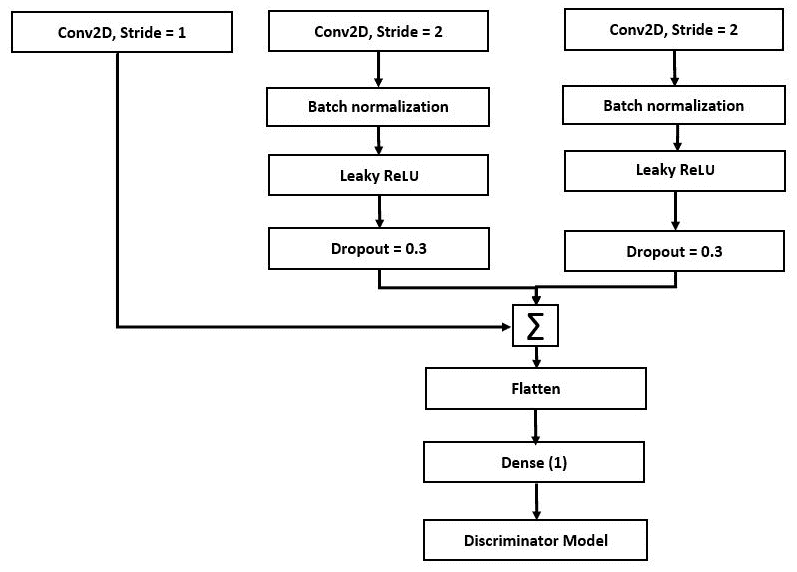 Conv2D, Stride = 1
Conv2D, Stride = 2
Conv2D, Stride = 2
Batch normalization
Batch normalization
Leaky ReLU
Leaky ReLU
Dropout = 0.3
Dropout = 0.3
Σ
Flatten
Dense (1)
Discriminator Model